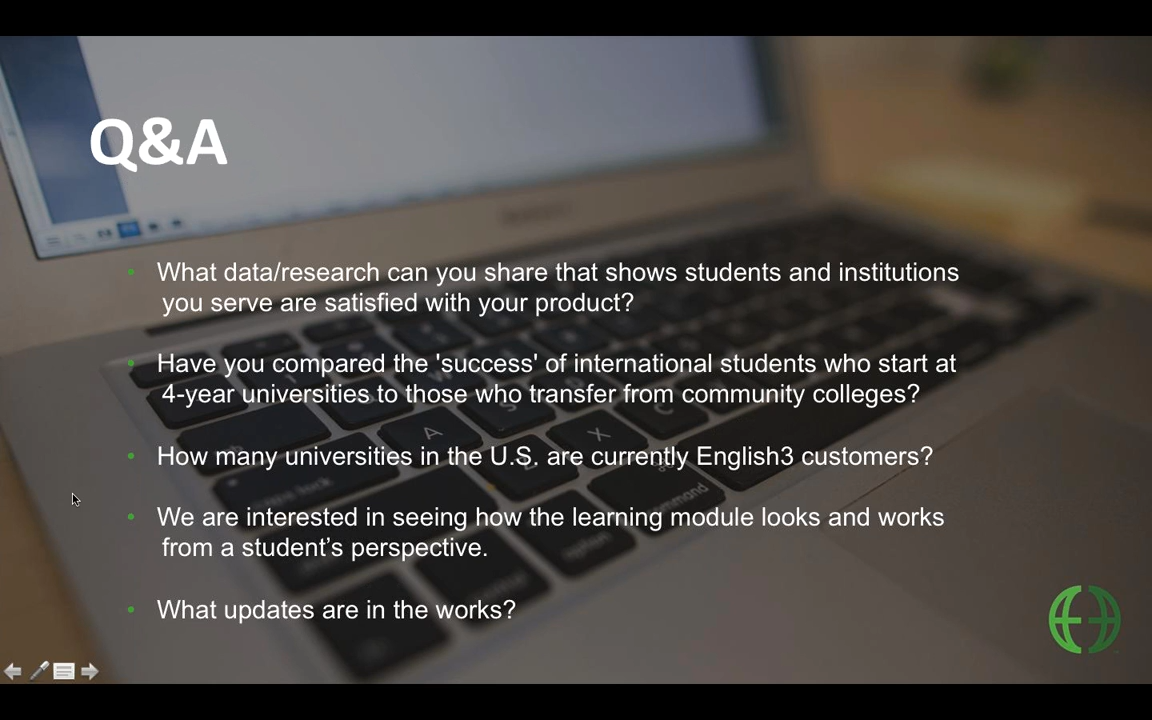 Q&A
• What data/research can you share that shows students and institutions
you serve are satisfied with your product?
• Have you compared the 'success' of international students who start at
4-year universities to those who transfer from community colleges?
• How many universities in the U.S. are currently English3 customers?
• We are interested in seeing how the learning module looks and works
from a student’s perspective.
• What updates are in the works?
A
S
X
C
command
option